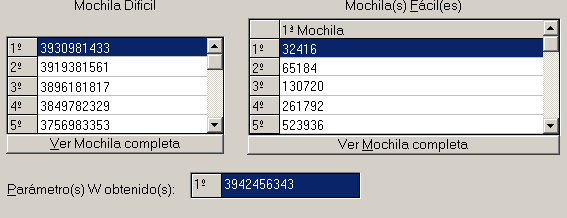 Mochila Difícil
Mochila(s) Fácil(es)
1ª Mochila
1º 3930981433
2º 3919381561
3º 3896181817
4º 3849782329
5º 3756983353
1º 32416
2º 65184
3º 130720
4º 261792
5º 523936
Ver Mochila completa
Ver Mochila completa
Parámetro(s) W obtenido(s):
1º 3942456343